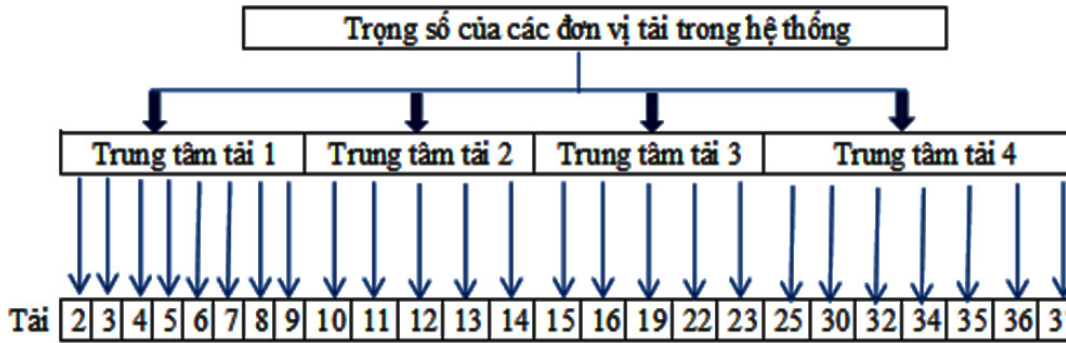 Trọng số của các đơn vị tải trong hệ thống
Trung tâm tải 1 Trung tâm tải 2 Trung tâm tải 3 Trung tâm tải 4
Tải 2 3 4 5 6 7 8 9 10 11 12 13 14 15 16 19 22 23 25 30 32 34 35 36